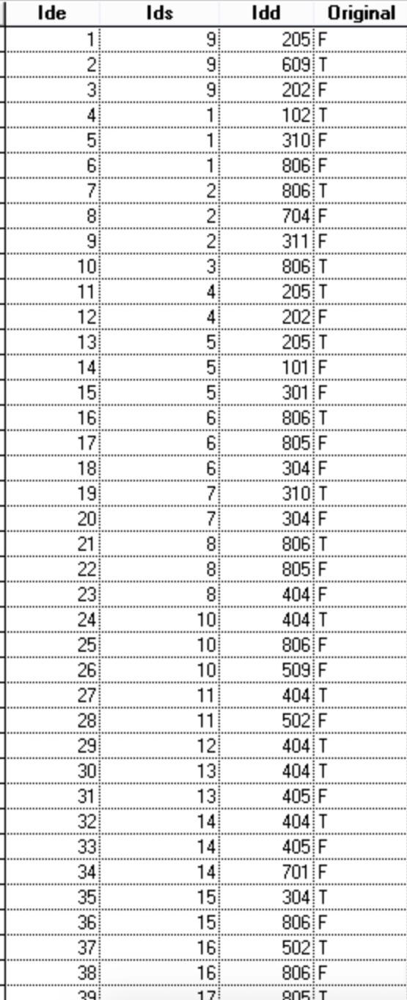 Ide Ids Idd Original
1 9 205 F
2 9 609 T
3 9 202 F
4 1 102 T
5 1 310 F
6 1 806 F
7 2 806 T
8 2 704 F
9 2 311 F
10 3 806 T
11 4 205 T
12 4 202 F
13 5 205 T
14 5 101 F
15 5 301 F
16 6 806 T
17 6 805 F
18 6 304 F
19 7 310 T
20 7 304 F
21 8 806 T
22 8 805 F
23 8 404 F
24 10 404 T
25 10 806 F
26 10 509 F
27 11 404 T
28 11 502 F
29 12 404 T
30 13 404 T
31 13 405 F
32 14 404 T
33 14 405 F
34 14 701 F
35 15 304 T
36 15 806 F
37 16 502 T
38 16 806 F
39 17 805 T